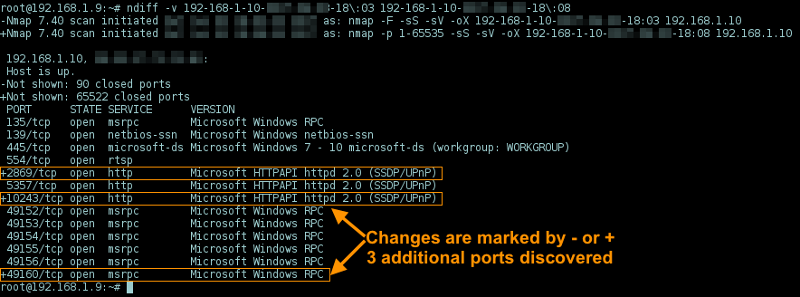 root@192.168.1.9:~# ndiff -v 192-168-1-10- -18\:03 192-168-1-10- -18\:08
-Nmap 7.40 scan initiated as: nmap -F -sS -sV -oX 192-168-1-10- -18:03 192.168.1.10
+Nmap 7.40 scan initiated as: nmap -p 1-65535 -sS -sV -oX 192-168-1-10- -18:08 192.168.1.10
192.168.1.10, :
Host is up.
-Not shown: 90 closed ports
+Not shown: 65522 closed ports
PORT STATE SERVICE VERSION
135/tcp open msrpc Microsoft Windows RPC
139/tcp open netbios-ssn Microsoft Windows netbios-ssn
445/tcp open microsoft-ds Microsoft Windows 7 - 10 microsoft-ds (workgroup: WORKGROUP)
554/tcp open rtsp
+2869/tcp open http Microsoft HTTPAPI httpd 2.0 (SSDP/UPnP)
5357/tcp open http Microsoft HTTPAPI httpd 2.0 (SSDP/UPnP)
+10243/tcp open http Microsoft HTTPAPI httpd 2.0 (SSDP/UPnP)
49152/tcp open msrpc Microsoft Windows RPC
49153/tcp open msrpc Microsoft Windows RPC
49154/tcp open msrpc Microsoft Windows RPC
49155/tcp open msrpc Microsoft Windows RPC
49156/tcp open msrpc Microsoft Windows RPC
+49160/tcp open msrpc Microsoft Windows RPC
root@192.168.1.9:~#
Changes are marked by - or +
3 additional ports discovered